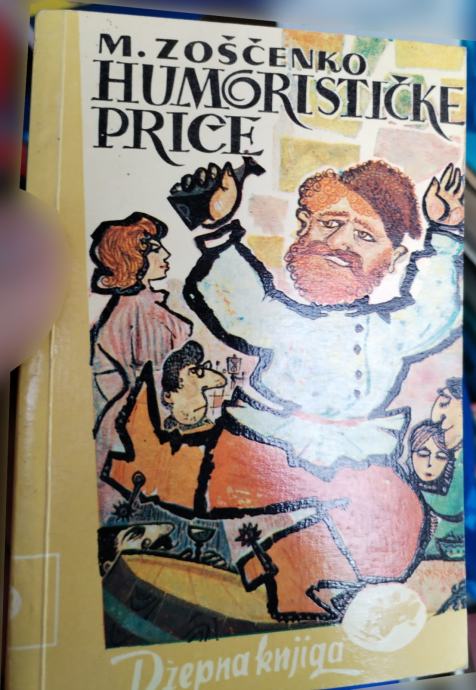 M. ZOŠČENKO
HUMORISTIČKE
PRIČE
Džepna knjiga